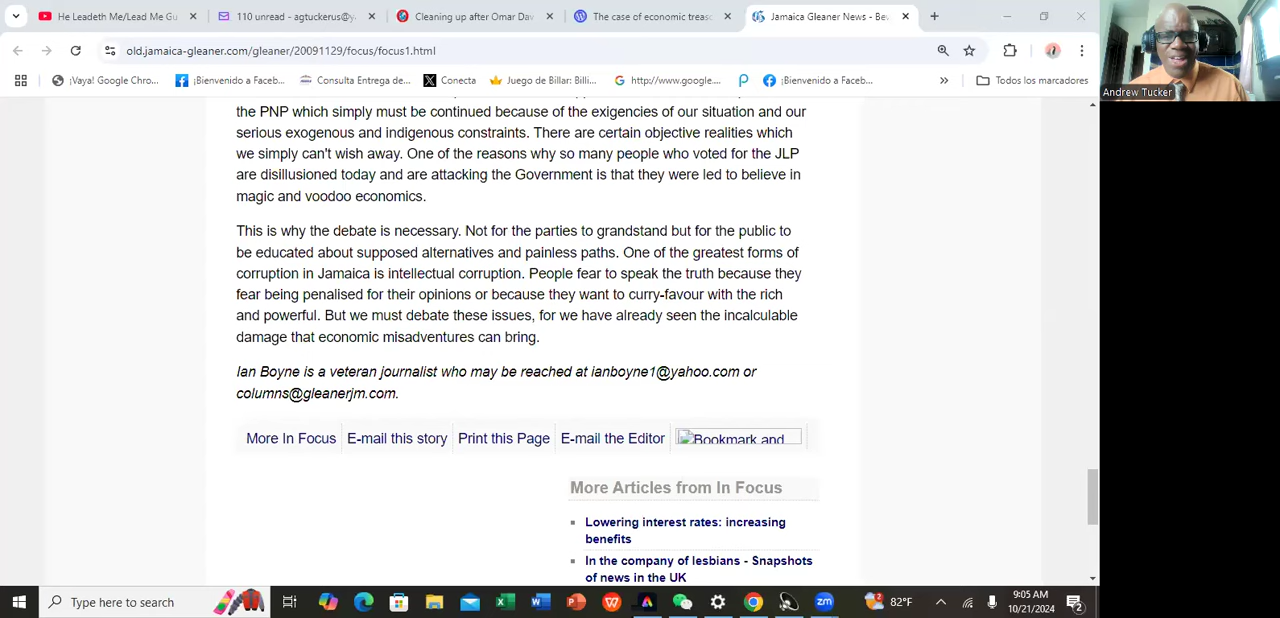 He Leadeth Me/Lead Me Gu
110 unread - agtuckerus@y
Cleaning up after Omar Dav
The case of economic treaso
Jamaica Gleaner News - Bew
old.jamaica-gleaner.com/gleaner/20091129/focus/focus1.html
¡Vaya! Google Chro...
¡Bienvenido a Faceb...
Consulta Entrega de...
Conecta
Juego de Billar: Billi...
http://www.google....
¡Bienvenido a Faceb...
»
Todos los marcadores
Andrew Tucker
the PNP which simply must be continued because of the exigencies of our situation and our
serious exogenous and indigenous constraints. There are certain objective realities which
we simply can't wish away. One of the reasons why so many people who voted for the JLP
are disillusioned today and are attacking the Government is that they were led to believe in
magic and voodoo economics.
This is why the debate is necessary. Not for the parties to grandstand but for the public to
be educated about supposed alternatives and painless paths. One of the greatest forms of
corruption in Jamaica is intellectual corruption. People fear to speak the truth because they
fear being penalised for their opinions or because they want to curry-favour with the rich
and powerful. But we must debate these issues, for we have already seen the incalculable
damage that economic misadventures can bring.
Ian Boyne is a veteran journalist who may be reached at ianboyne1@yahoo.com or
columns@gleanerjm.com.
More In Focus
E-mail this story
Print this Page
E-mail the Editor
Bookmark and
More Articles from In Focus
Lowering interest rates: increasing
benefits
In the company of lesbians - Snapshots
of news in the UK
Type here to search
zm
82°F
9:05 AM
10/21/2024
2